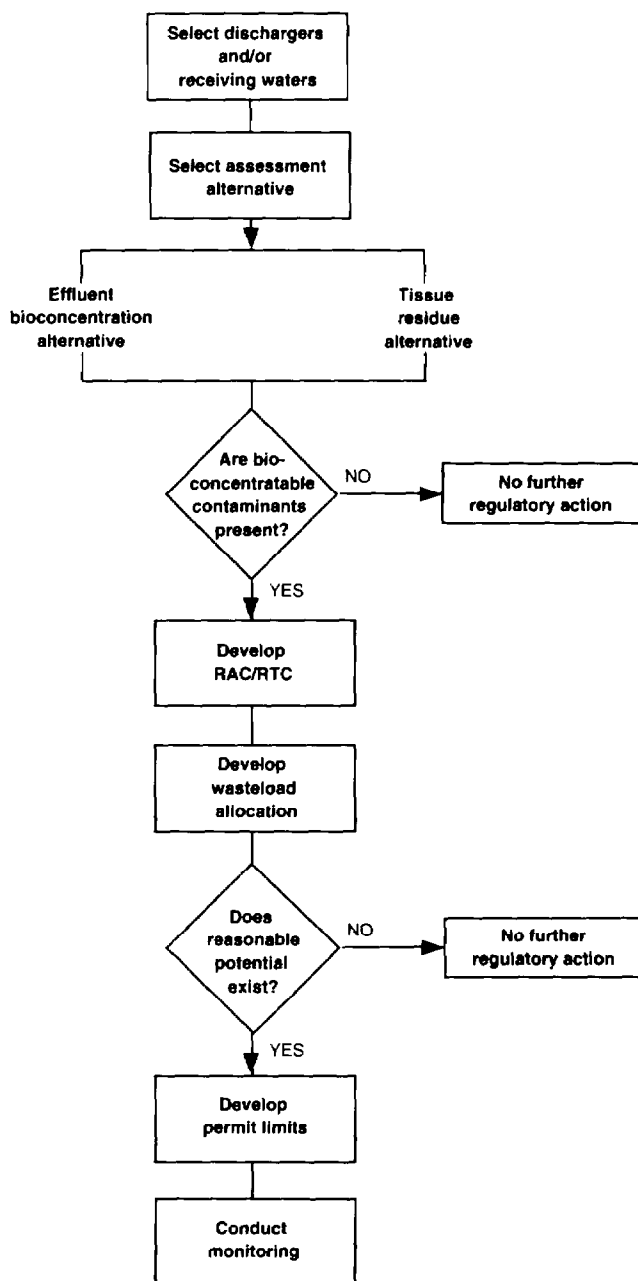 Select dischargers
and/or
receiving waters
Select assessment
alternative
Effluent
bioconcentration
alternative
Tissue
residue
alternative
Are bio-
concentratable
contaminants
present?
NO
No further
regulatory action
YES
Develop
RAC/RTC
Develop
wasteload
allocation
Does
reasonable
potential
exist?
NO
No further
regulatory action
YES
Develop
permit limits
Conduct
monitoring